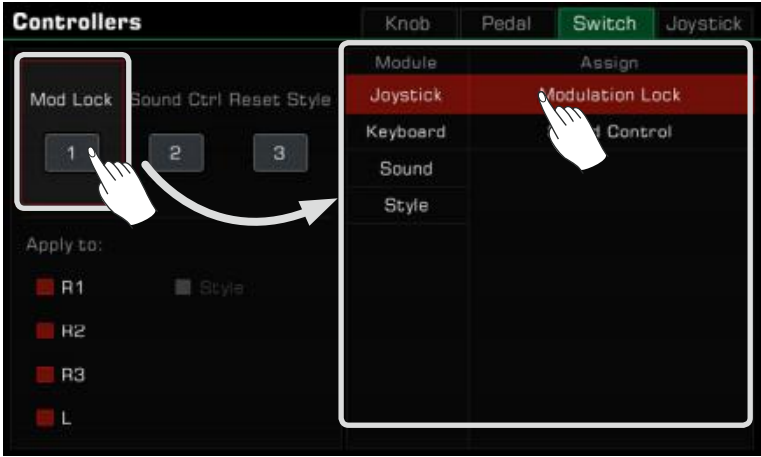 Controllers
Knob Pedal Switch Joystick
Module Assign
Mod Lock Sound Ctrl Reset Style
1 2 3
Joystick Modulation Lock
Keyboard Control
Sound
Style
Apply to:
R1 Style
R2
R3
L